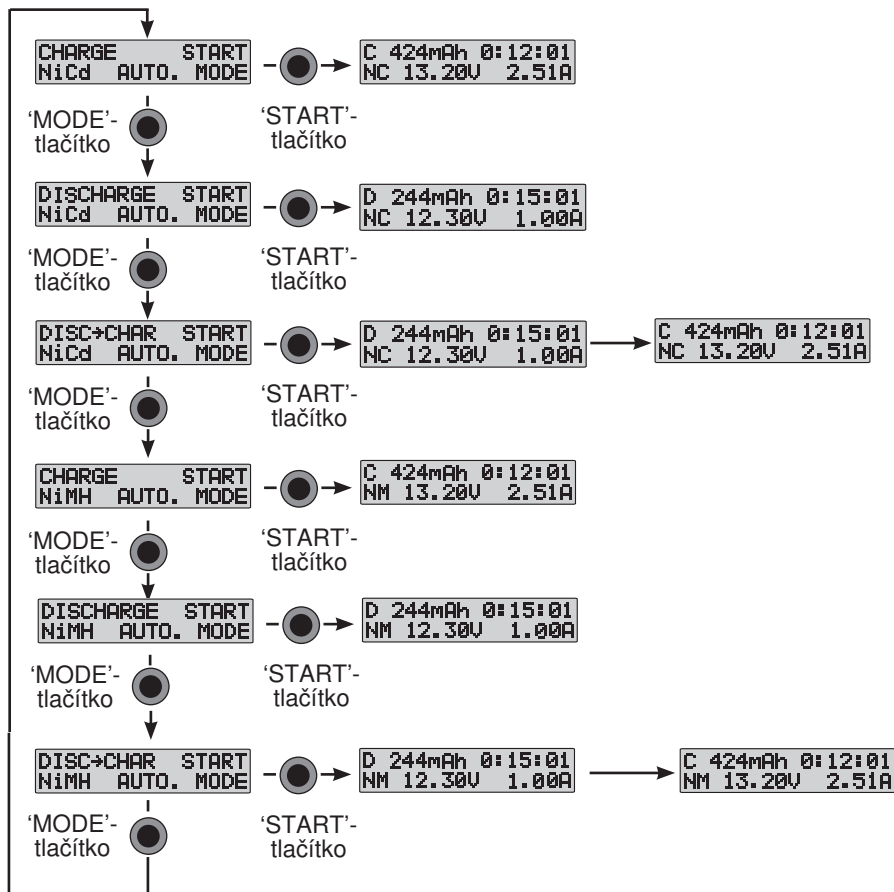 CHARGE START
NiCd AUTO. MODE
C 424mAh 0:12:01
NC 13.20V 2.51A
‘MODE’-
tlačítko
‘START’-
tlačítko
DISCHARGE START
NiCd AUTO. MODE
D 244mAh 0:15:01
NC 12.30V 1.00A
‘MODE’-
tlačítko
‘START’-
tlačítko
DISC→CHAR START
NiCd AUTO. MODE
D 244mAh 0:15:01
NC 12.30V 1.00A
C 424mAh 0:12:01
NC 13.20V 2.51A
‘MODE’-
tlačítko
‘START’-
tlačítko
CHARGE START
NiMH AUTO. MODE
C 424mAh 0:12:01
NM 13.20V 2.51A
‘MODE’-
tlačítko
‘START’-
tlačítko
DISCHARGE START
NiMH AUTO. MODE
D 244mAh 0:15:01
NM 12.30V 1.00A
‘MODE’-
tlačítko
‘START’-
tlačítko
DISC→CHAR START
NiMH AUTO. MODE
D 244mAh 0:15:01
NM 12.30V 1.00A
C 424mAh 0:12:01
NM 13.20V 2.51A
‘MODE’-
tlačítko
‘START’-
tlačítko